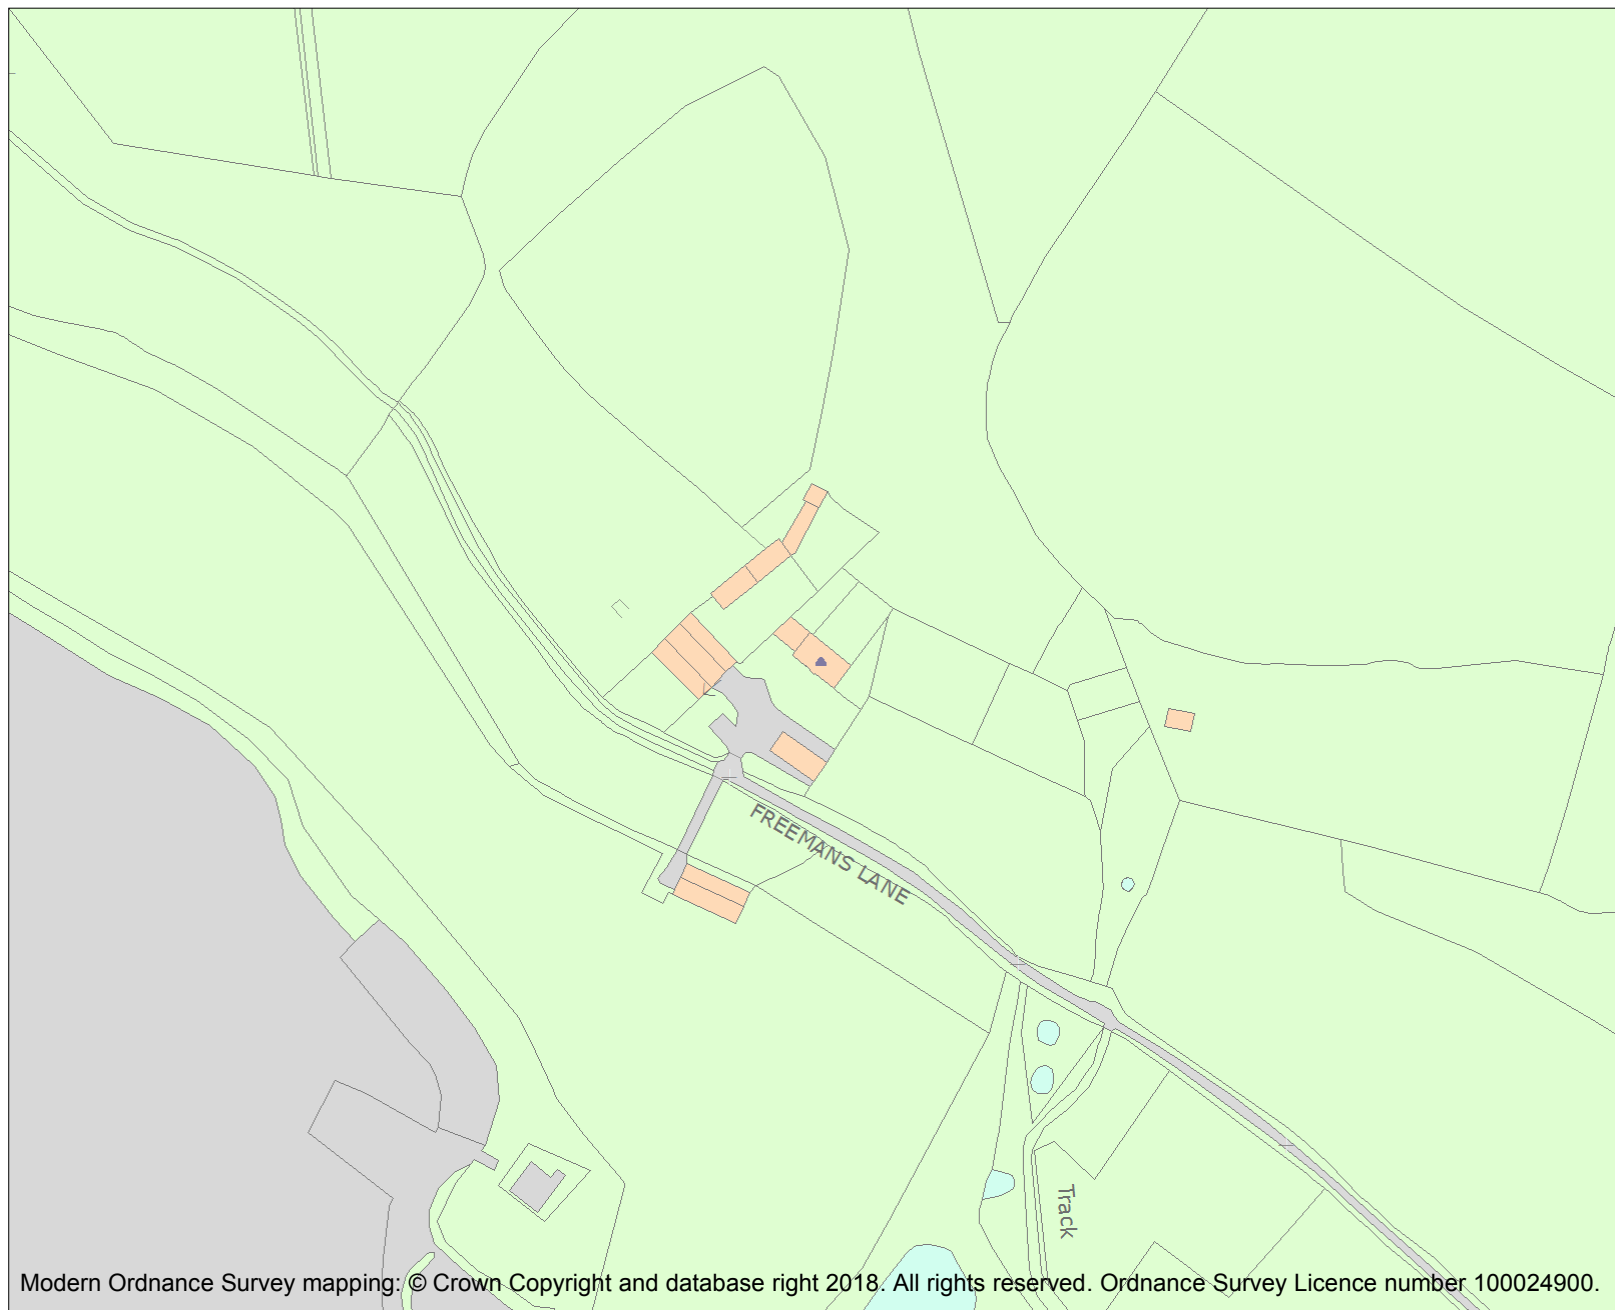 FREEMANS LANE
Track
Modern Ordnance Survey mapping: © Crown Copyright and database right 2018. All rights reserved. Ordnance Survey Licence number 100024900.